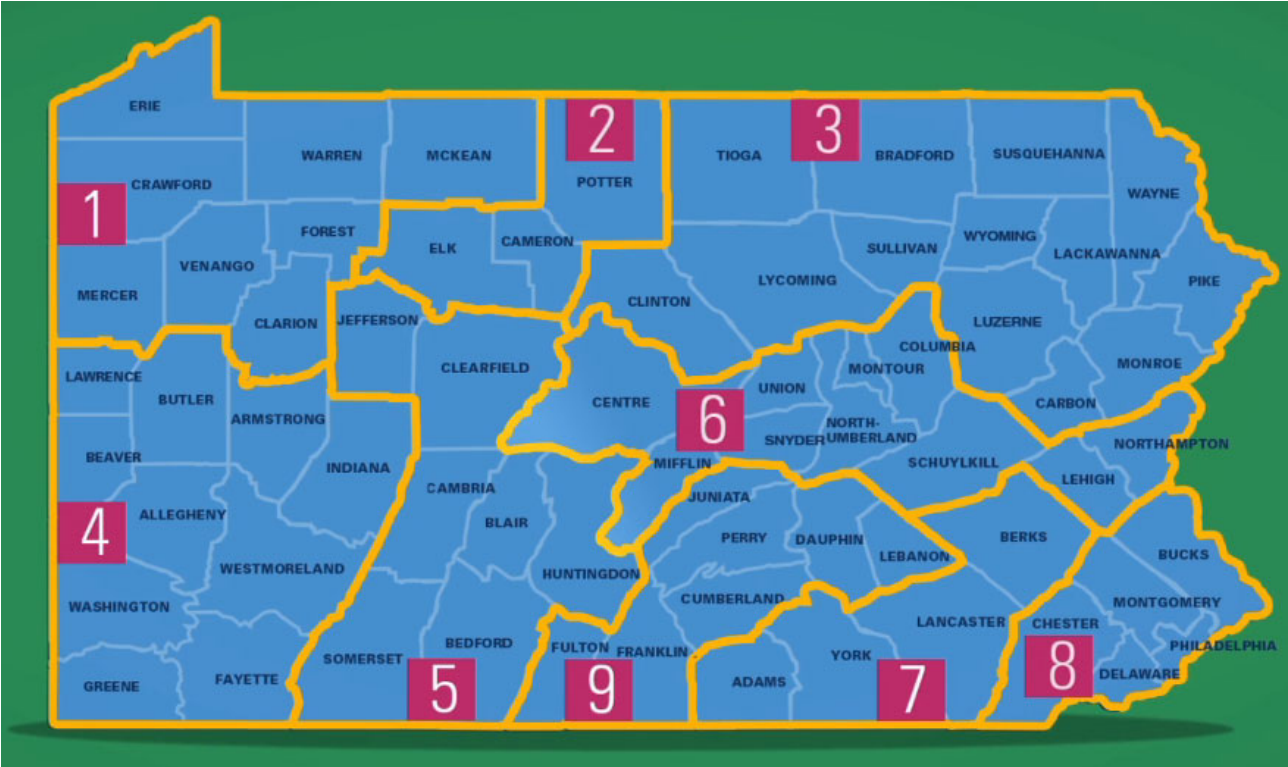 ERIE
2
3
WARREN
MCKEAN
TIOGA
BRADFORD
SUSQUEHANNA
CRAWFORD
POTTER
WAYNE
1
FOREST
ELK
CAMERON
SULLIVAN
WYOMING
LACKAWANNA
VENANGO
LYCOMING
PIKE
MERCER
CLINTON
CLARION
JEFFERSON
LUZERNE
COLUMBIA
MONROE
CLEARFIELD
MONTOUR
LAWRENCE
UNION
BUTLER
CENTRE
CARBON
6
ARMSTRONG
NORTH-
UMBERLAND
SNYDER
NORTHAMPTON
BEAVER
INDIANA
MIFFLIN
SCHUYLKILL
LEHIGH
CAMBRIA
JUNIATA
4
ALLEGHENY
BLAIR
PERRY
DAUPHIN
BERKS
LEBANON
BUCKS
WESTMORELAND
HUNTINGDON
WASHINGTON
CUMBERLAND
MONTGOMERY
LANCASTER
CHESTER
BEDFORD
FULTON
FRANKLIN
PHILADELPHIA
SOMERSET
YORK
GREENE
FAYETTE
5
9
ADAMS
7
8
DELAWARE